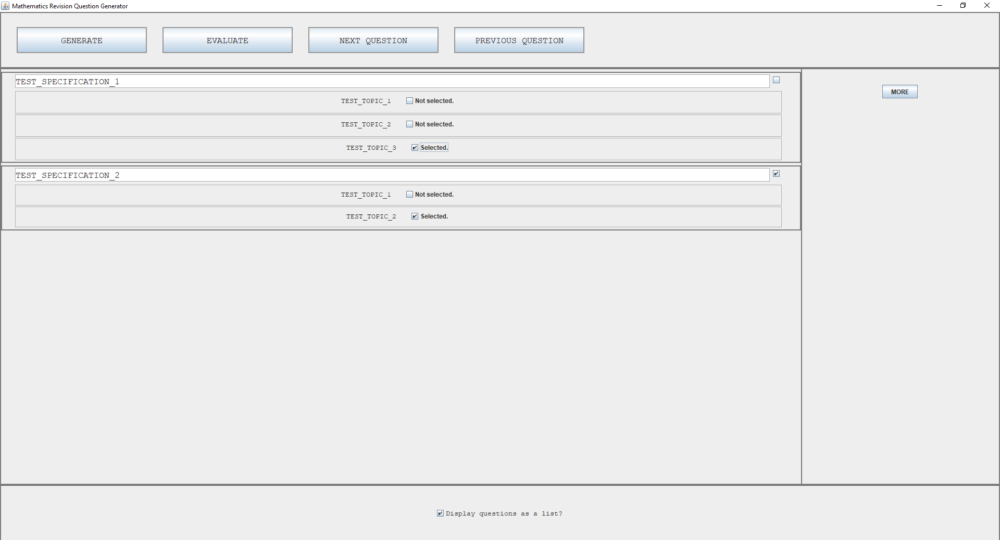 Mathematics Revision Question Generator
GENERATE EVALUATE NEXT QUESTION PREVIOUS QUESTION
TEST_SPECIFICATION_1
MORE
TEST_TOPIC_1 Not selected.
TEST_TOPIC_2 Not selected.
TEST_TOPIC_3 Selected.
TEST_SPECIFICATION_2
TEST_TOPIC_1 Not selected.
TEST_TOPIC_2 Selected.
Display questions as a list?